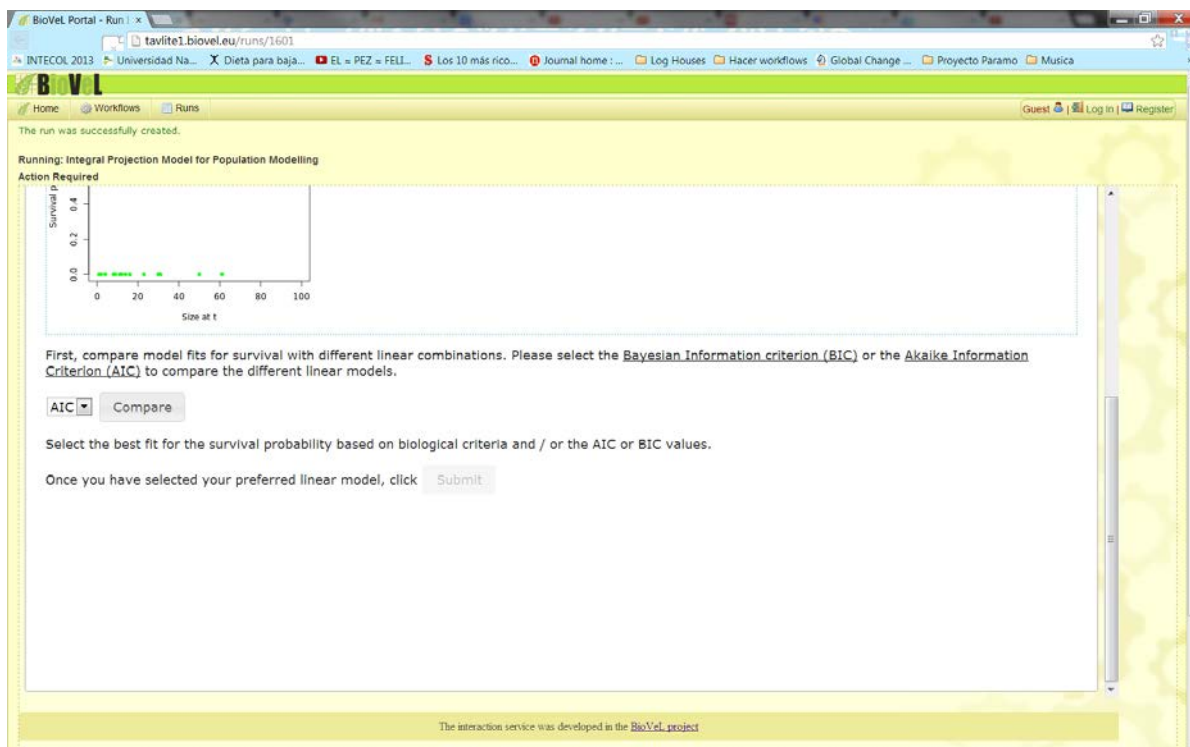 BioVeL Portal - Run I
tavlite1.biovel.eu/runs/1601
INTECOL 2013 Universidad Na... Dieta para baja... EL = PEZ = FELI... Los 10 más rico... Journal home : ... Log Houses Hacer workflows Global Change ... Proyecto Paramo Musica
BioVeL
Home Workflows Runs Guest | Log in | Register
The run was successfully created.
Running: Integral Projection Model for Population Modelling
Action Required
Survival p
0.4
0.2
0.0
0 20 40 60 80 100
Size at t
First, compare model fits for survival with different linear combinations. Please select the Bayesian Information criterion (BIC) or the Akaike Information
Criterion (AIC) to compare the different linear models.
AIC Compare
Select the best fit for the survival probability based on biological criteria and / or the AIC or BIC values.
Once you have selected your preferred linear model, click Submit
The interaction service was developed in the BioVeL project